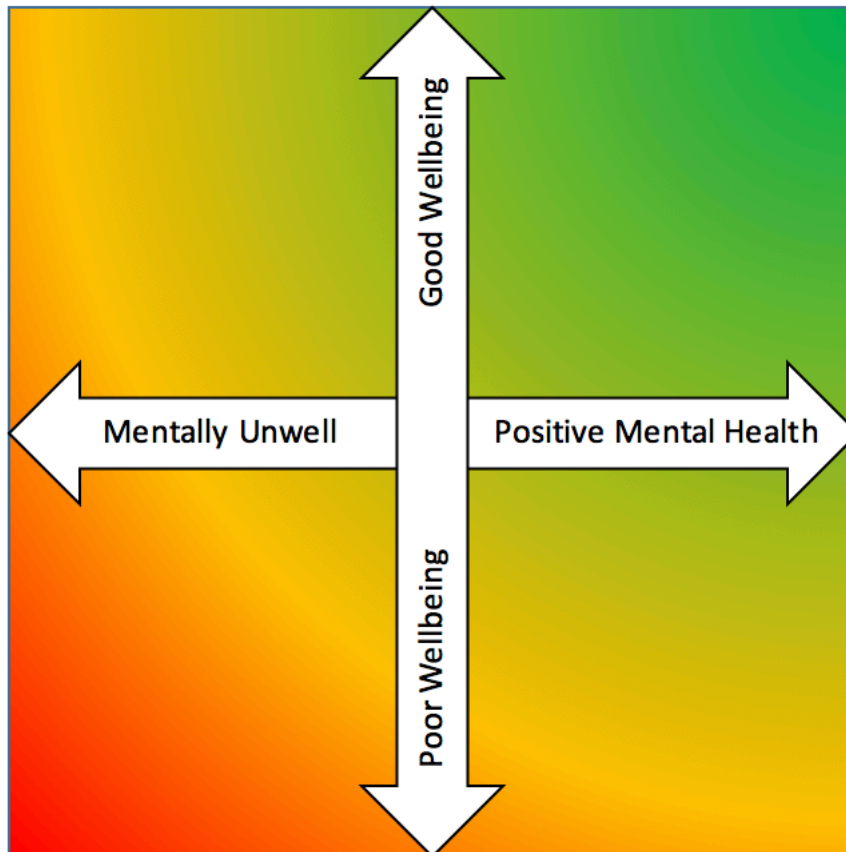 Good Wellbeing
Mentally Unwell
Positive Mental Health
Poor Wellbeing